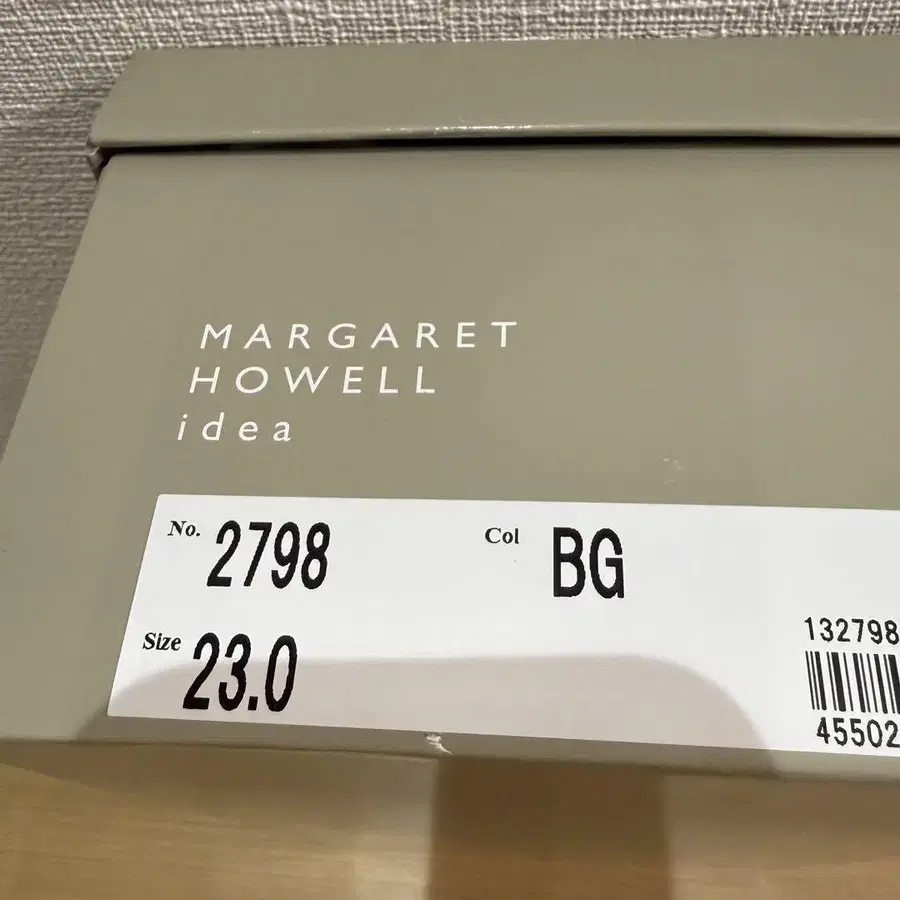 MARGARET
HOWELL
idea
No. 2798 Col BG
Size 23.0
132798
45502